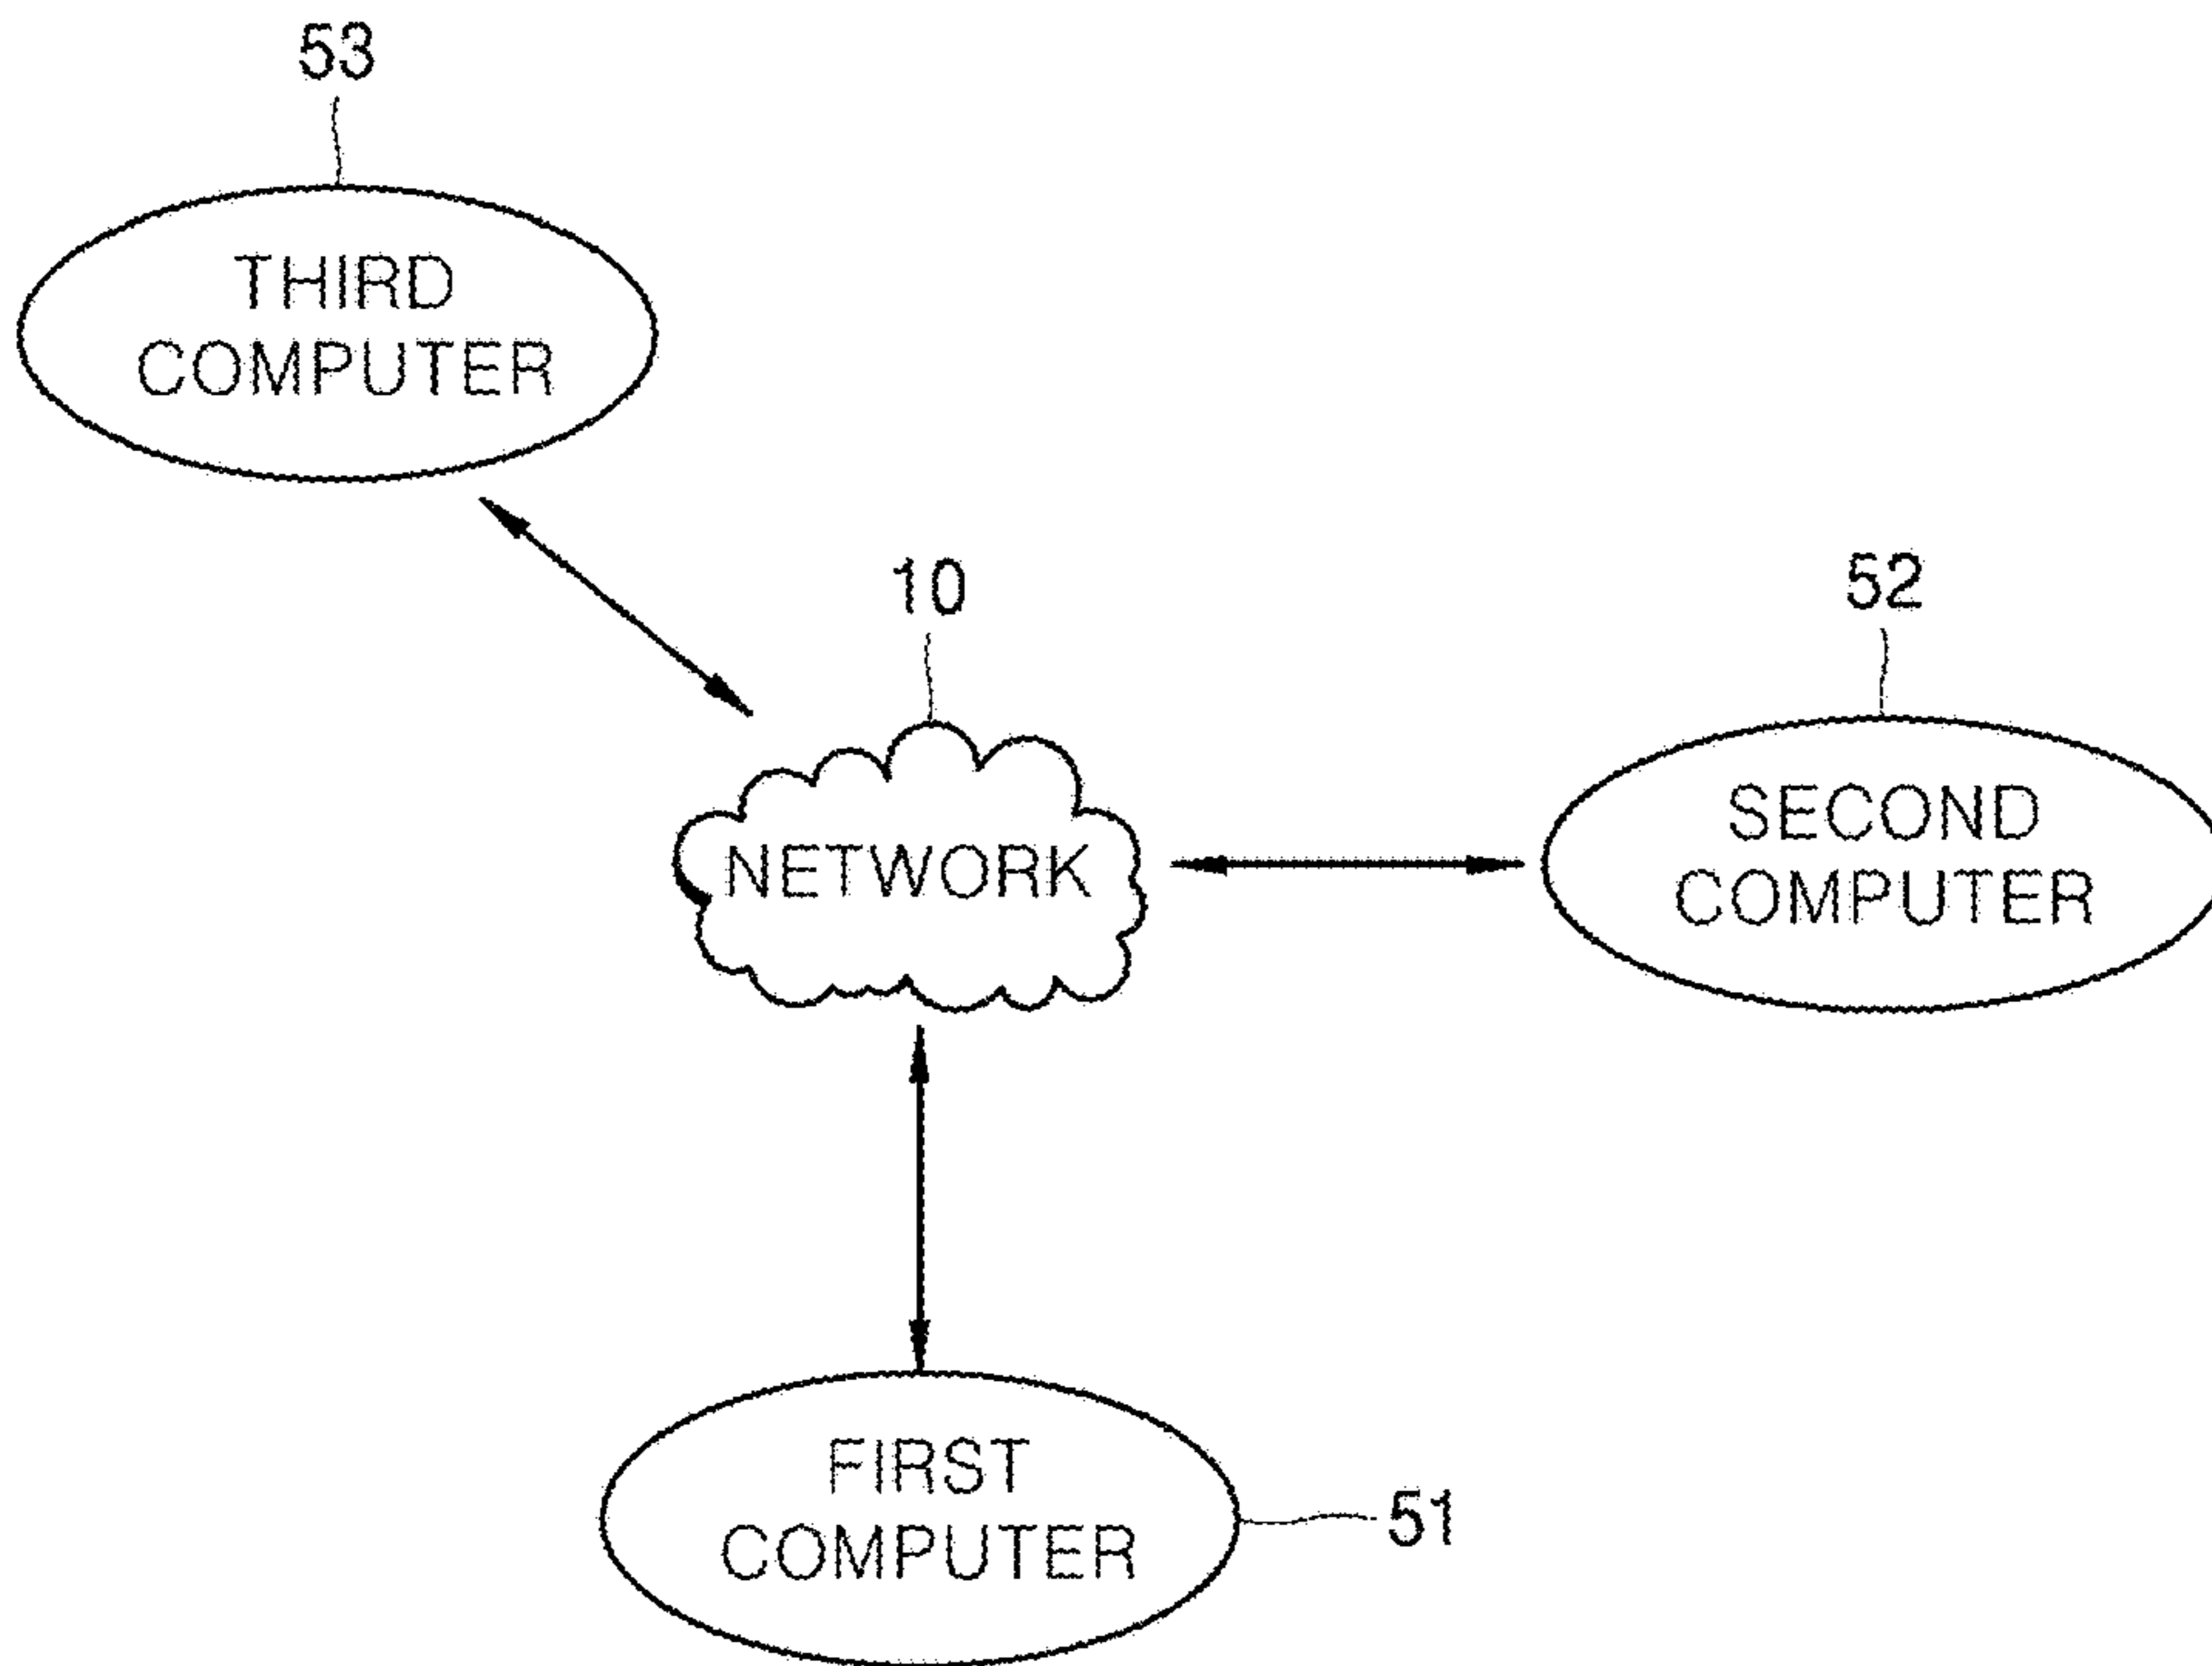 53
THIRD
COMPUTER
10
NETWORK
52
SECOND
COMPUTER
FIRST
COMPUTER
51